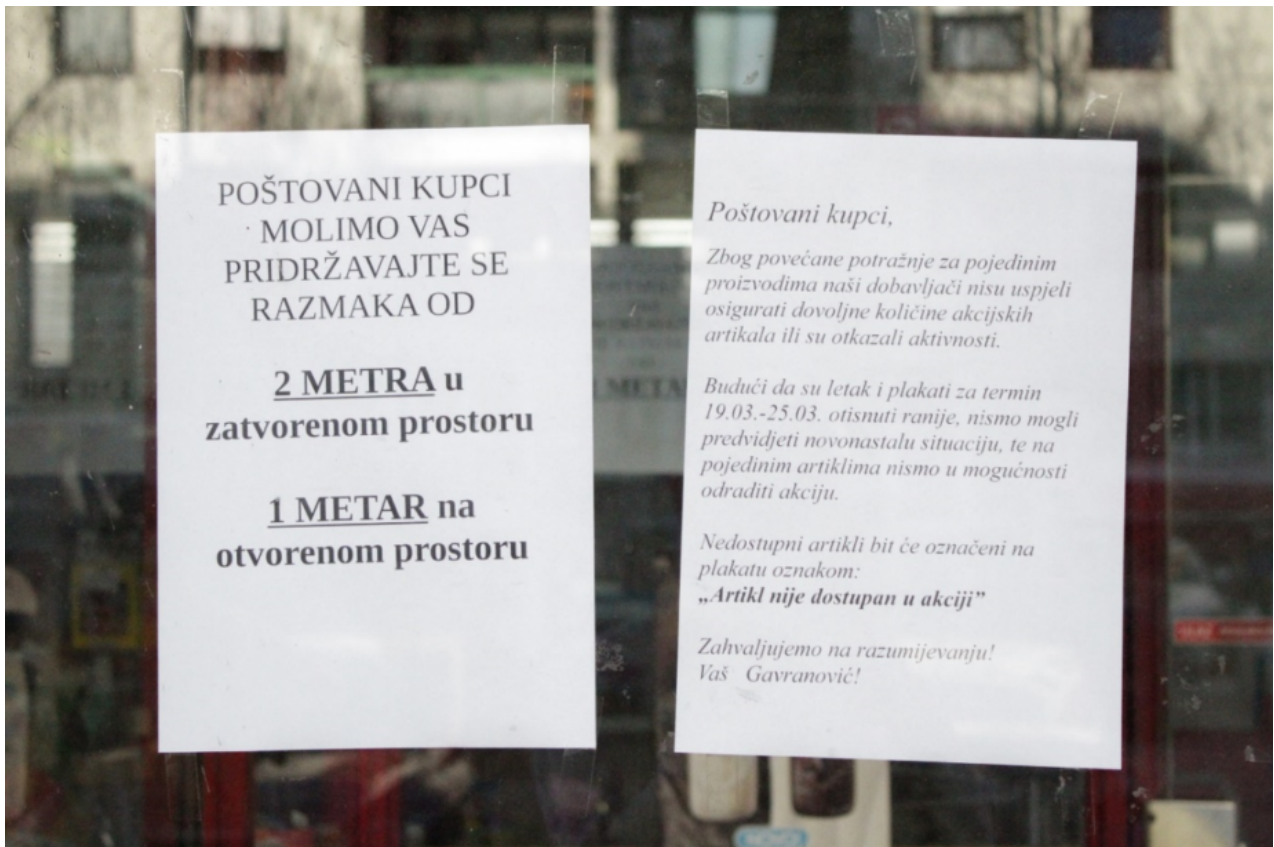 POŠTOVANI KUPCI
MOLIMO VAS
PRIDRŽAVAJTE SE
RAZMAKA OD
2 METRA u
zatvorenom prostoru
1 METAR na
otvorenom prostoru
Poštovani kupci,
Zbog povećane potražnje za pojedinim
proizvodima naši dobavljači nisu uspjeli
osigurati dovoljne količine akcijskih
artikala ili su otkazali aktivnosti.
Budući da su letak i plakati za termin
19.03.-25.03. otisnuti ranije, nismo mogli
predvidjeti novonastalu situaciju, te na
pojedinim artiklima nismo u mogućnosti
odraditi akciju.
Nedostupni artikli bit će označeni na
plakatu oznakom:
„Artikl nije dostupan u akciji”
Zahvaljujemo na razumijevanju!
Vaš Gavranović!
NOVO